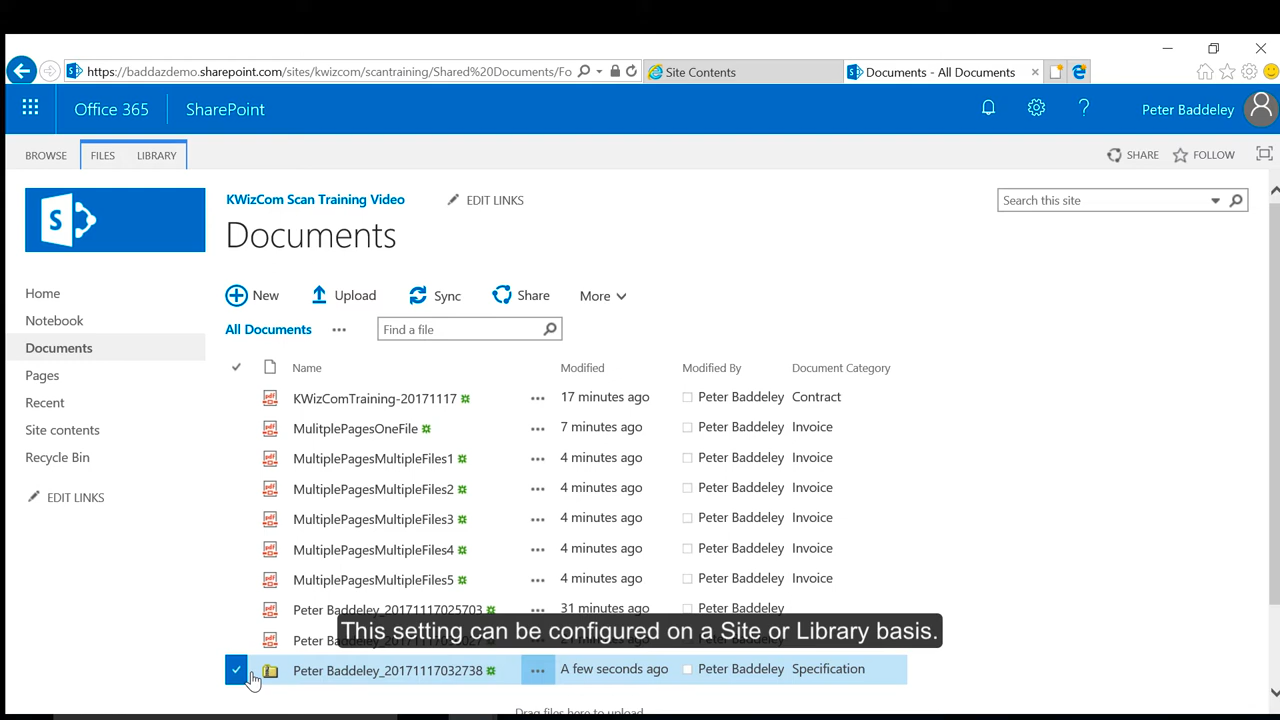 https://baddazdemo.sharepoint.com/sites/kwizcom/scantraining/Shared%20Documents/Fo
Site Contents
Documents - All Documents
Office 365 SharePoint
Peter Baddeley
BROWSE FILES LIBRARY
SHARE FOLLOW
KWizCom Scan Training Video EDIT LINKS
Search this site
Documents
New Upload Sync Share More
All Documents ... Find a file
Home
Notebook
Documents
Pages
Recent
Site contents
Recycle Bin
EDIT LINKS
Name Modified Modified By Document Category
KWizComTraining-20171117 ... 17 minutes ago Peter Baddeley Contract
MulitplePagesOneFile ... 7 minutes ago Peter Baddeley Invoice
MultiplePagesMultipleFiles1 ... 4 minutes ago Peter Baddeley Invoice
MultiplePagesMultipleFiles2 ... 4 minutes ago Peter Baddeley Invoice
MultiplePagesMultipleFiles3 ... 4 minutes ago Peter Baddeley Invoice
MultiplePagesMultipleFiles4 ... 4 minutes ago Peter Baddeley Invoice
MultiplePagesMultipleFiles5 ... 4 minutes ago Peter Baddeley Invoice
Peter Baddeley_20171117025703 ... 31 minutes ago Peter Baddeley
This setting can be configured on a Site or Library basis.
Peter Baddeley_20171117032738 ... A few seconds ago Peter Baddeley Specification